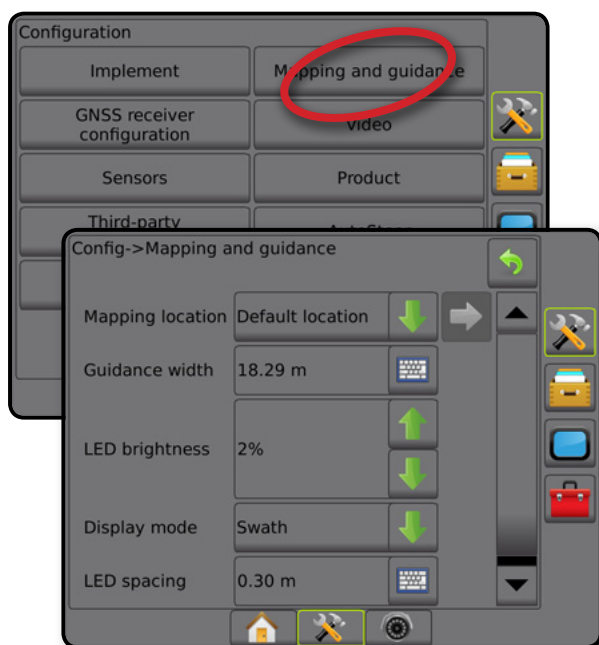 Configuration
Implement
Mapping and guidance
GNSS receiver
configuration
Video
Sensors
Product
Third-party
Config->Mapping and guidance
Mapping location
Default location
Guidance width
18.29 m
LED brightness
2%
Display mode
Swath
LED spacing
0.30 m